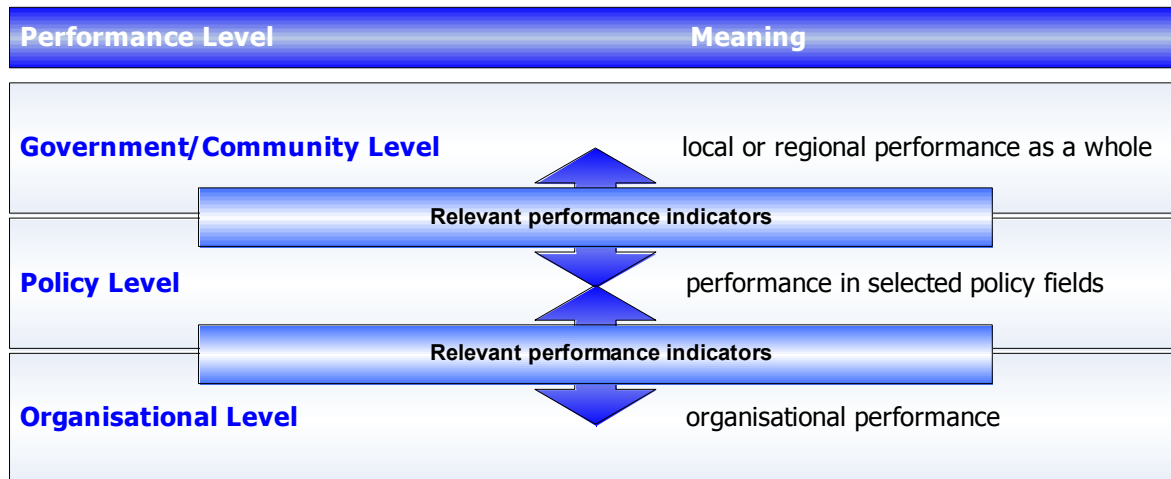 Performance Level Meaning
Government/Community Level local or regional performance as a whole
Relevant performance indicators
Policy Level performance in selected policy fields
Relevant performance indicators
Organisational Level organisational performance